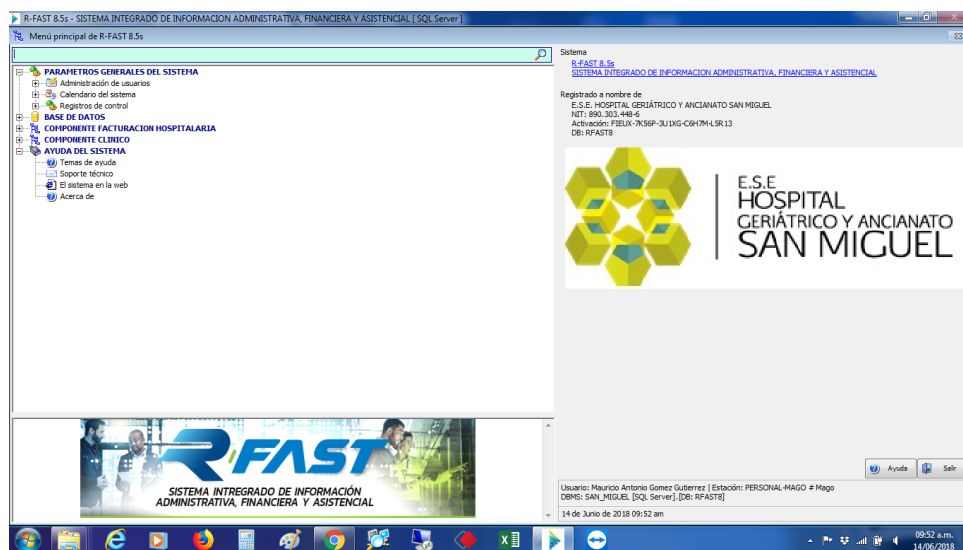 R-FAST 8.5s - SISTEMA INTEGRADO DE INFORMACION ADMINISTRATIVA, FINANCIERA Y ASISTENCIAL [ SQL Server ]
Menú principal de R-FAST 8.5s
PARAMETROS GENERALES DEL SISTEMA
Administración de usuarios
Calendario del sistema
Registros de control
BASE DE DATOS
COMPONENTE FACTURACION HOSPITALARIA
COMPONENTE CLINICO
AYUDA DEL SISTEMA
Temas de ayuda
Soporte técnico
El sistema en la web
Acerca de
R-FAST
SISTEMA INTREGRADO DE INFORMACIÓN
ADMINISTRATIVA, FINANCIERA Y ASISTENCIAL
Sistema
R-FAST 8.5s
SISTEMA INTEGRADO DE INFORMACION ADMINISTRATIVA, FINANCIERA Y ASISTENCIAL
Registrado a nombre de
E.S.E. HOSPITAL GERIÁTRICO Y ANCIANATO SAN MIGUEL
NIT: 890.303.448-6
Activación: FIEUX-7K56P-3U1XG-C6H7M-L5R13
DB: RFAST8
E.S.E
HOSPITAL
GERIÁTRICO Y ANCIANATO
SAN MIGUEL
Ayuda
Salir
Usuario: Mauricio Antonio Gomez Gutierrez | Estación: PERSONAL-MAGO # Mago
DBMS: SAN_MIGUEL [SQL Server].[DB: RFAST8]
14 de Junio de 2018 09:52 am
09:52 a.m.
14/06/2018